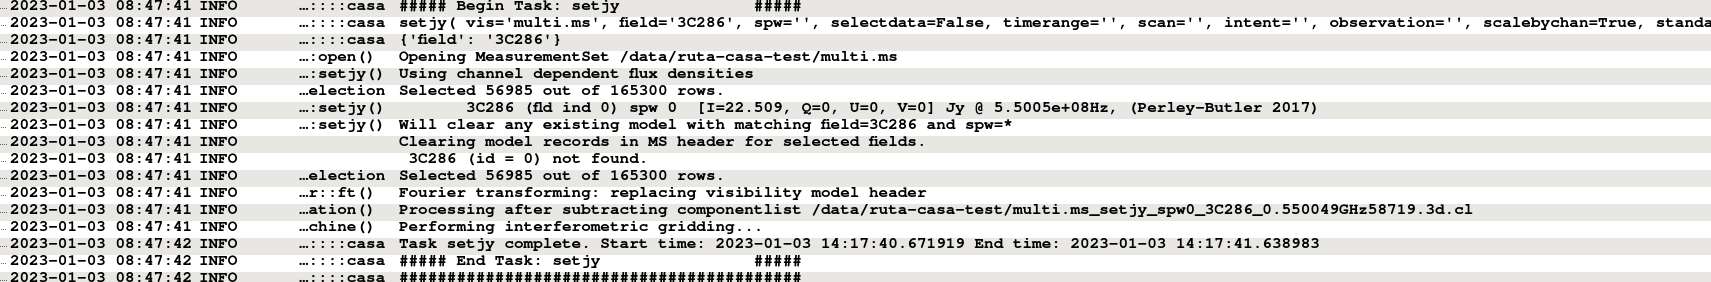 2023-01-03 08:47:41 INFO …::::casa ##### Begin Task: setjy #####
2023-01-03 08:47:41 INFO …::::casa setjy( vis='multi.ms', field='3C286', spw='', selectdata=False, timerange='', scan='', intent='', observation='', scalebychan=True, standa
2023-01-03 08:47:41 INFO …::::casa {'field': '3C286'}
2023-01-03 08:47:41 INFO …:open() Opening MeasurementSet /data/ruta-casa-test/multi.ms
2023-01-03 08:47:41 INFO …:setjy() Using channel dependent flux densities
2023-01-03 08:47:41 INFO …election Selected 56985 out of 165300 rows.
2023-01-03 08:47:41 INFO …:setjy() 3C286 (fld ind 0) spw 0 [I=22.509, Q=0, U=0, V=0] Jy @ 5.5005e+08Hz, (Perley-Butler 2017)
2023-01-03 08:47:41 INFO …:setjy() Will clear any existing model with matching field=3C286 and spw=*
2023-01-03 08:47:41 INFO Clearing model records in MS header for selected fields.
2023-01-03 08:47:41 INFO 3C286 (id = 0) not found.
2023-01-03 08:47:41 INFO …election Selected 56985 out of 165300 rows.
2023-01-03 08:47:41 INFO …r::ft() Fourier transforming: replacing visibility model header
2023-01-03 08:47:41 INFO …ation() Processing after subtracting componentlist /data/ruta-casa-test/multi.ms_setjy_spw0_3C286_0.550049GHz58719.3d.cl
2023-01-03 08:47:41 INFO …chine() Performing interferometric gridding...
2023-01-03 08:47:42 INFO …::::casa Task setjy complete. Start time: 2023-01-03 14:17:40.671919 End time: 2023-01-03 14:17:41.638983
2023-01-03 08:47:42 INFO …::::casa ##### End Task: setjy #####
2023-01-03 08:47:42 INFO …::::casa ##########################################